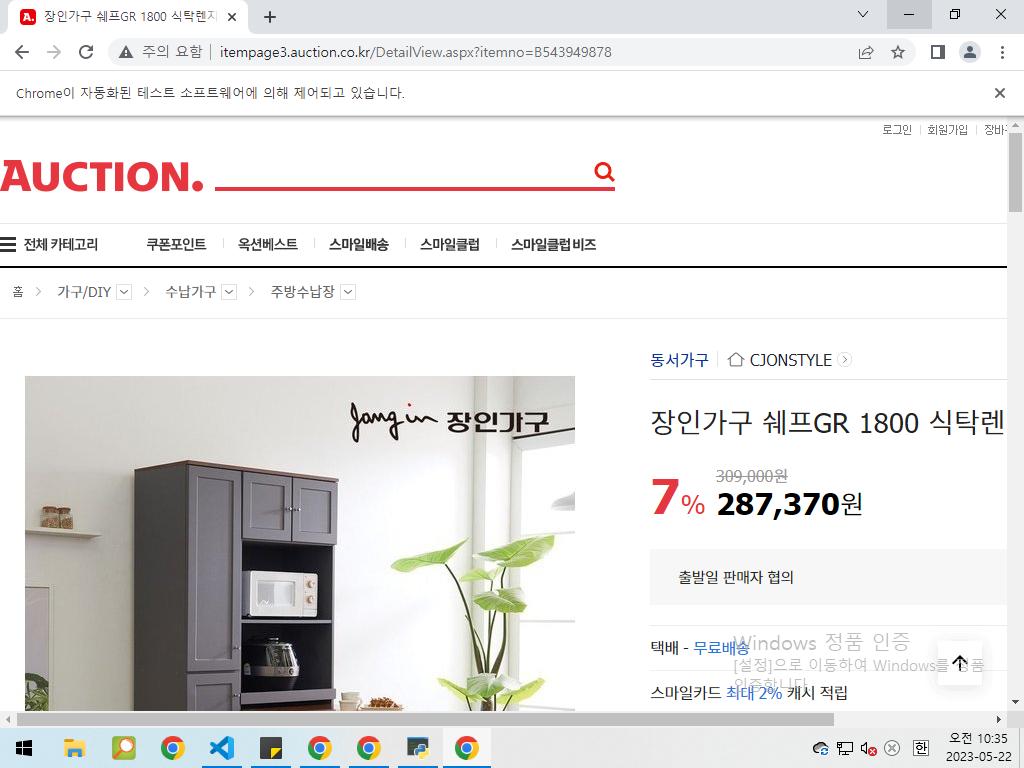 장인가구 쉐프GR 1800 식탁렌지
주의 요함
itempage3.auction.co.kr/DetailView.aspx?itemno=B543949878
Chrome이 자동화된 테스트 소프트웨어에 의해 제어되고 있습니다.
로그인 회원가입 장바구
AUCTION.
전체 카테고리 쿠폰포인트 옥션베스트 스마일배송 스마일클럽 스마일클럽 비즈
홈 가구/DIY 수납가구 주방수납장
동서가구 CJONSTYLE
Jang in 장인가구
장인가구 쉐프GR 1800 식탁렌
7% 309,000원
287,370원
출발일 판매자 협의
택배 - 무료배송
스마일카드 최대 2% 캐시 적립
Windows 정품 인증
[설정]으로 이동하여 Windows를 정품
인증합니다.
한
오전 10:35
2023-05-22